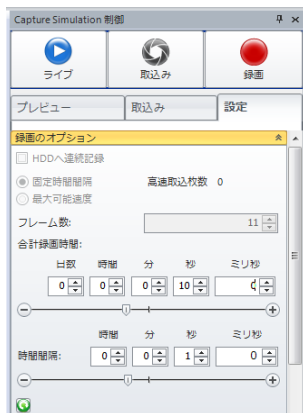 Capture Simulation 制御
ライブ 取込み 録画
プレビュー 取込み 設定
録画のオプション
HDDへ連続記録
固定時間間隔 高速取込枚数 0
最大可能速度
フレーム数: 11
合計録画時間:
日数 時間 分 秒 ミリ秒
0 0 0 10
時間 分 秒 ミリ秒
時間間隔: 0 0 1 0